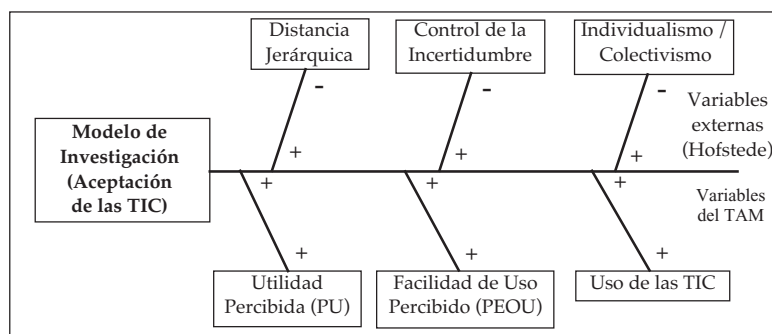 Distancia
Jerárquica
Control de la
Incertidumbre
Individualismo /
Colectivismo
-
-
-
Variables
externas
(Hofstede)
Modelo de
Investigación
(Aceptación
de las TIC)
+
+
+
+
+
+
Variables
del TAM
+
+
+
Utilidad
Percibida (PU)
Facilidad de Uso
Percibido (PEOU)
Uso de las TIC